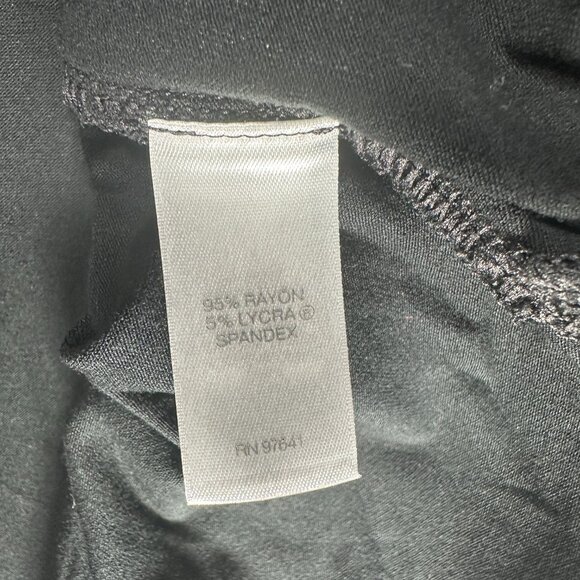 95% RAYON
5% LYCRA ®
SPANDEX
RN 97641